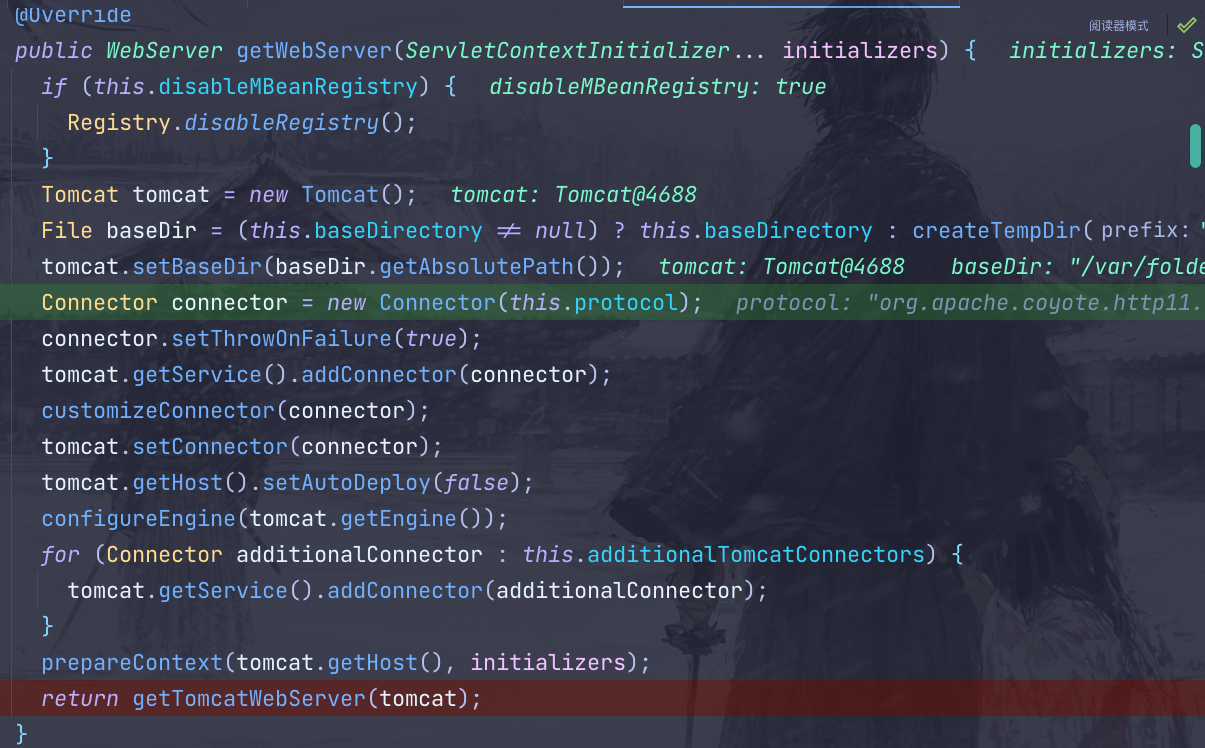 @Override
阅读器模式
public WebServer getWebServer(ServletContextInitializer... initializers) {  initializers: S
  if (this.disableMBeanRegistry) {  disableMBeanRegistry: true
    Registry.disableRegistry();
  }
  Tomcat tomcat = new Tomcat();  tomcat: Tomcat@4688
  File baseDir = (this.baseDirectory ≠ null) ? this.baseDirectory : createTempDir( prefix: "
  tomcat.setBaseDir(baseDir.getAbsolutePath());  tomcat: Tomcat@4688  baseDir: "/var/folde
  Connector connector = new Connector(this.protocol);  protocol: "org.apache.coyote.http11.
  connector.setThrowOnFailure(true);
  tomcat.getService().addConnector(connector);
  customizeConnector(connector);
  tomcat.setConnector(connector);
  tomcat.getHost().setAutoDeploy(false);
  configureEngine(tomcat.getEngine());
  for (Connector additionalConnector : this.additionalTomcatConnectors) {
    tomcat.getService().addConnector(additionalConnector);
  }
  prepareContext(tomcat.getHost(), initializers);
  return getTomcatWebServer(tomcat);
}